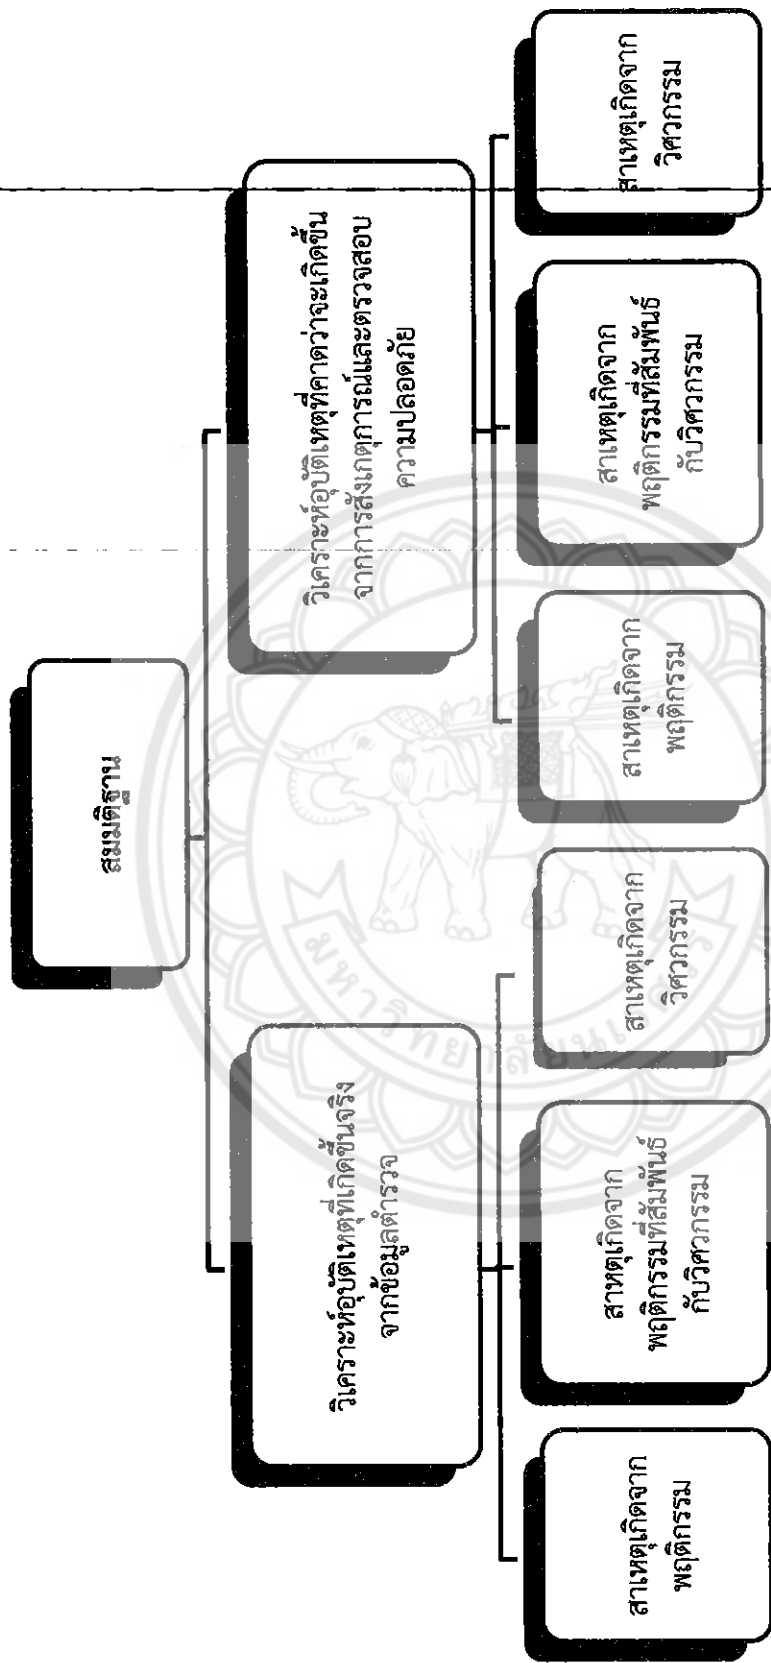 สมมติฐาน
วิเคราะห์อุบัติเหตุที่เกิดขึ้นจริง
จากข้อมูลตำรวจ
วิเคราะห์อุบัติเหตุที่คาดว่าจะเกิดขึ้น
จากการสังเกตุการณ์และตรวจสอบ
ความปลอดภัย
สาเหตุเกิดจาก
พฤติกรรม
สาหตุเกิดจาก
พฤติกรรมที่สัมพันธ์
กับวิศวกรรม
สาเหตุเกิดจาก
วิศวกรรม
สาเหตุเกิดจาก
พฤติกรรม
สาเหตุเกิดจาก
พฤติกรรมที่สัมพันธ์
กับวิศวกรรม
สาเหตุเกิดจาก
วิศวกรรม